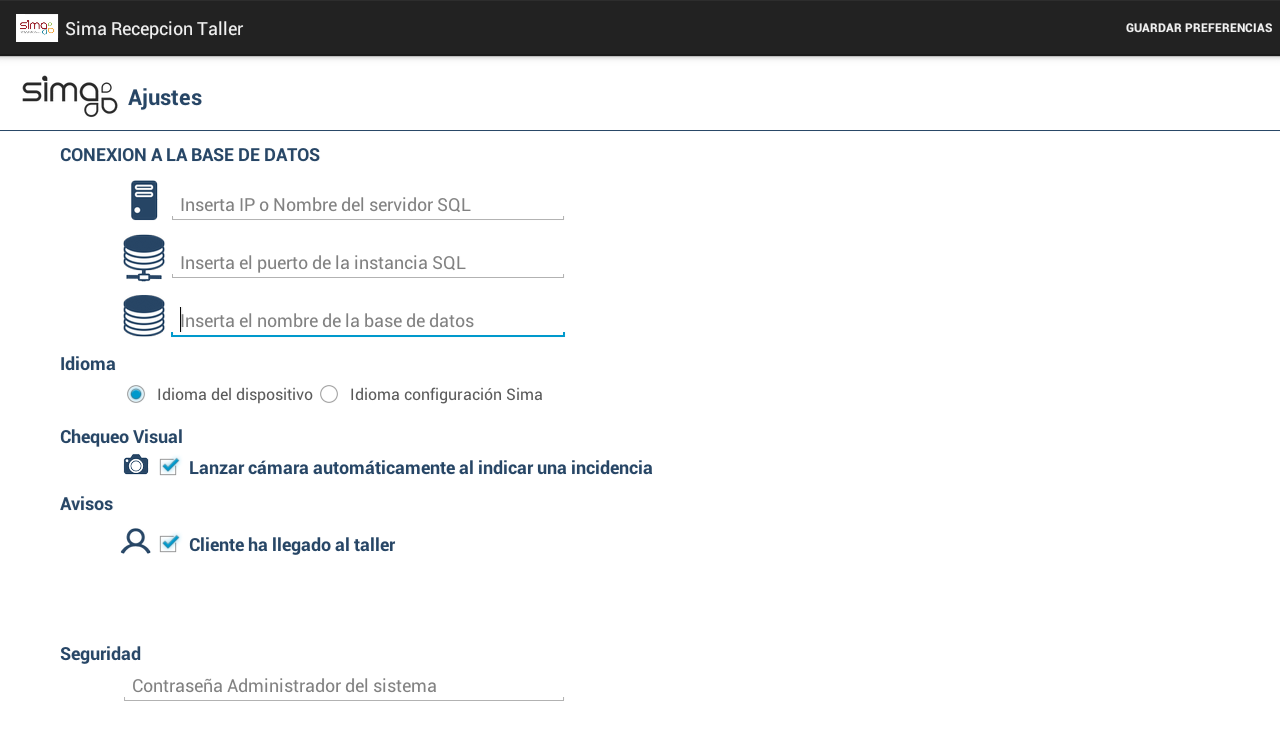 sima
Sima Recepcion Taller
GUARDAR PREFERENCIAS
sima
Ajustes
CONEXION A LA BASE DE DATOS
Inserta IP o Nombre del servidor SQL
Inserta el puerto de la instancia SQL
Inserta el nombre de la base de datos
Idioma
Idioma del dispositivo
Idioma configuración Sima
Chequeo Visual
Lanzar cámara automáticamente al indicar una incidencia
Avisos
Cliente ha llegado al taller
Seguridad
Contraseña Administrador del sistema